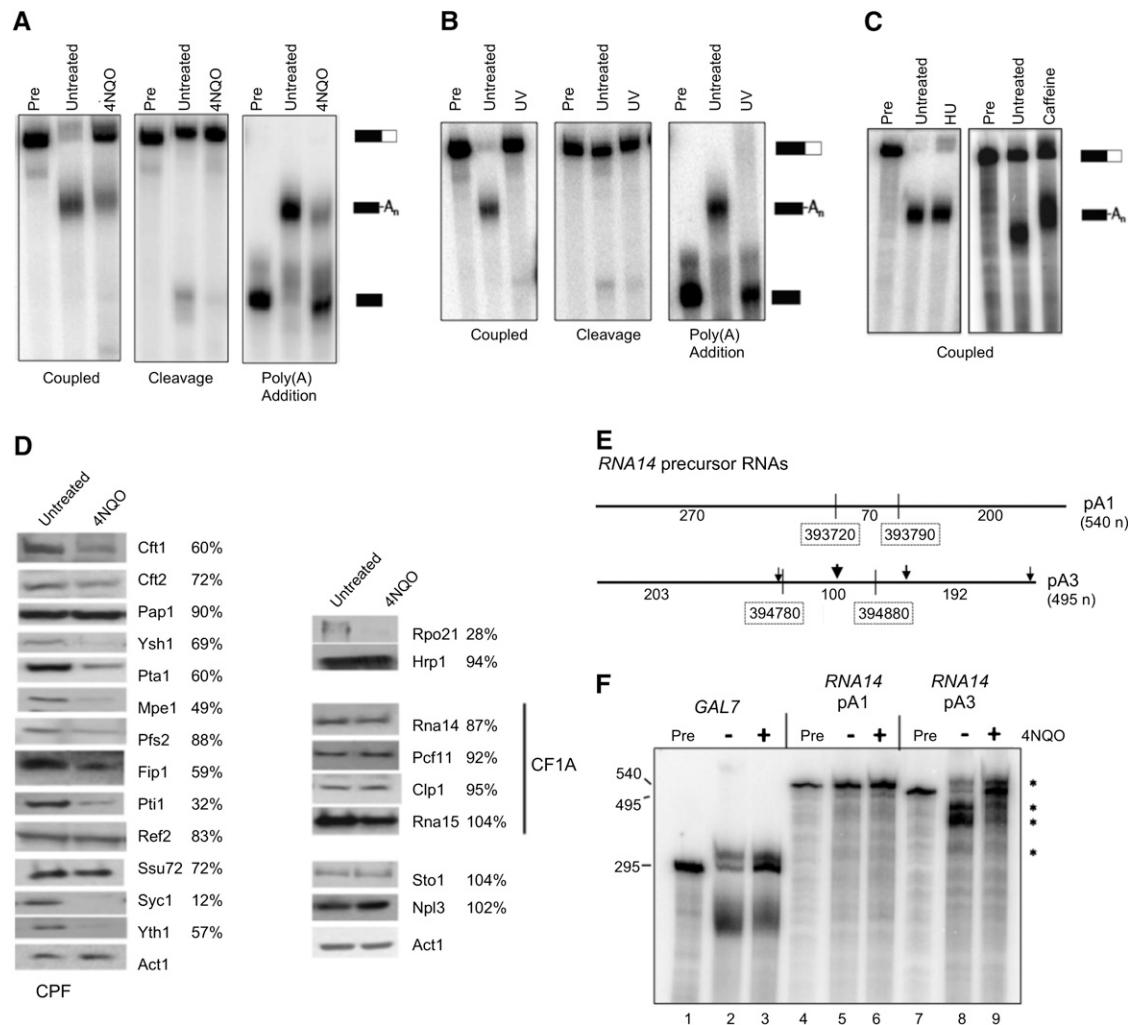 A
Pre
Untreated
4NQO
Pre
Untreated
4NQO
Pre
Untreated
4NQO
-An
Coupled
Cleavage
Poly(A)
Addition
B
Pre
Untreated
UV
Pre
Untreated
UV
Pre
Untreated
UV
-An
Coupled
Cleavage
Poly(A)
Addition
C
Pre
Untreated
HU
Pre
Untreated
Caffeine
-An
Coupled
D
Untreated
4NQO
Cft1 60%
Cft2 72%
Pap1 90%
Ysh1 69%
Pta1 60%
Mpe1 49%
Pfs2 88%
Fip1 59%
Pti1 32%
Ref2 83%
Ssu72 72%
Syc1 12%
Yth1 57%
Act1
CPF
Untreated
4NQO
Rpo21 28%
Hrp1 94%
Rna14 87%
Pcf11 92%
Clp1 95%
Rna15 104%
CF1A
Sto1 104%
Npl3 102%
Act1
E
RNA14 precursor RNAs
270
70
200
pA1
(540 n)
393720
393790
203
100
192
pA3
(495 n)
394780
394880
F
GAL7
RNA14
pA1
RNA14
pA3
Pre - + Pre - + Pre - + 4NQO
540
495
295
*
*
*
*
1 2 3 4 5 6 7 8 9